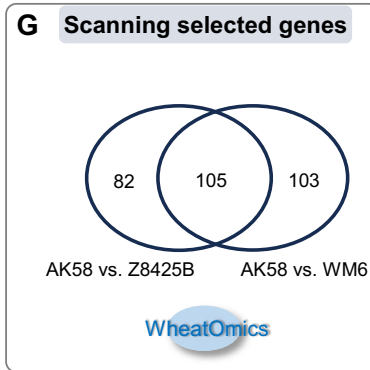 G Scanning selected genes
82 105 103
AK58 vs. Z8425B AK58 vs. WM6
WheatOmics